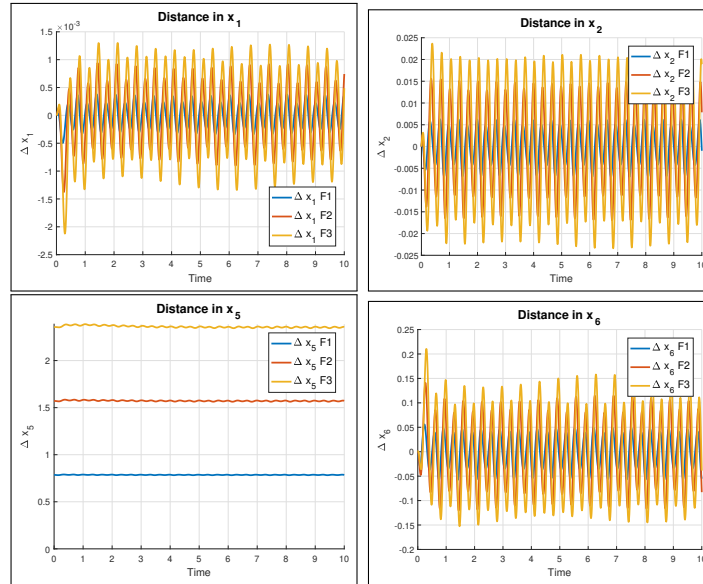 Distance in x1
×10-3
1.5
1
0.5
0
-0.5
-1
-1.5
-2
-2.5
Δ x1
Δ x1 F1
Δ x1 F2
Δ x1 F3
0 1 2 3 4 5 6 7 8 9 10
Time
Distance in x2
0.025
0.02
0.015
0.01
0.005
0
-0.005
-0.01
-0.015
-0.02
-0.025
Δ x2
Δ x2 F1
Δ x2 F2
Δ x2 F3
0 1 2 3 4 5 6 7 8 9 10
Time
Distance in x5
2
1.5
1
0.5
0
Δ x5
Δ x5 F1
Δ x5 F2
Δ x5 F3
0 1 2 3 4 5 6 7 8 9 10
Time
Distance in x6
0.25
0.2
0.15
0.1
0.05
0
-0.05
-0.1
-0.15
-0.2
Δ x6
Δ x6 F1
Δ x6 F2
Δ x6 F3
0 1 2 3 4 5 6 7 8 9 10
Time